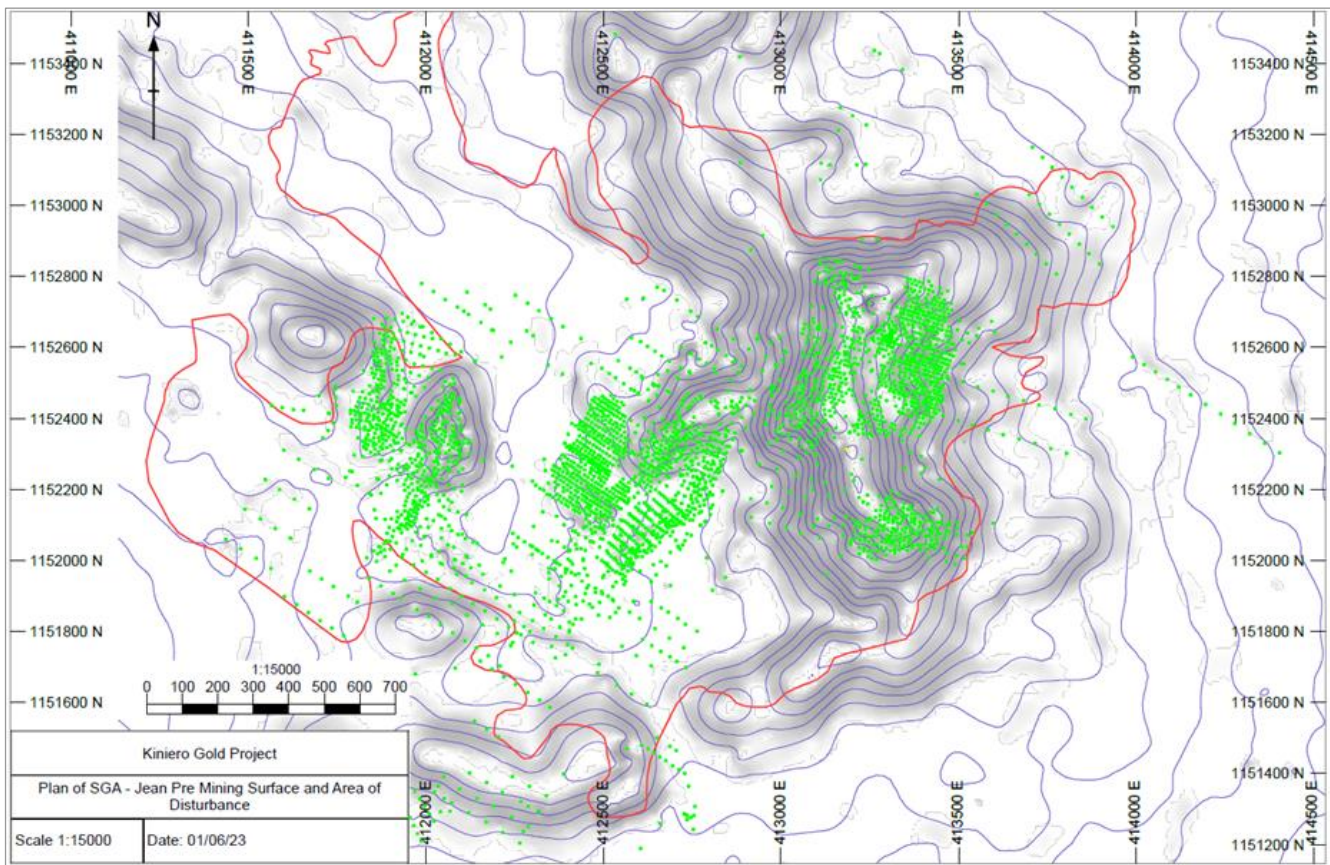 N
411000 E
411500 E
412000 E
412500 E
413000 E
413500 E
414000 E
414500 E
1153400 N
1153400 N
1153200 N
1153200 N
1153000 N
1153000 N
1152800 N
1152800 N
1152600 N
1152600 N
1152400 N
1152400 N
1152200 N
1152200 N
1152000 N
1152000 N
1151800 N
1151800 N
1151600 N
1151600 N
1151400 N
1151200 N
1:15000
0 100 200 300 400 500 600 700
Kiniero Gold Project
Plan of SGA - Jean Pre Mining Surface and Area of
Disturbance
Scale 1:15000
Date: 01/06/23
412000 E
412500 E
413000 E
413500 E
414000 E
414500 E